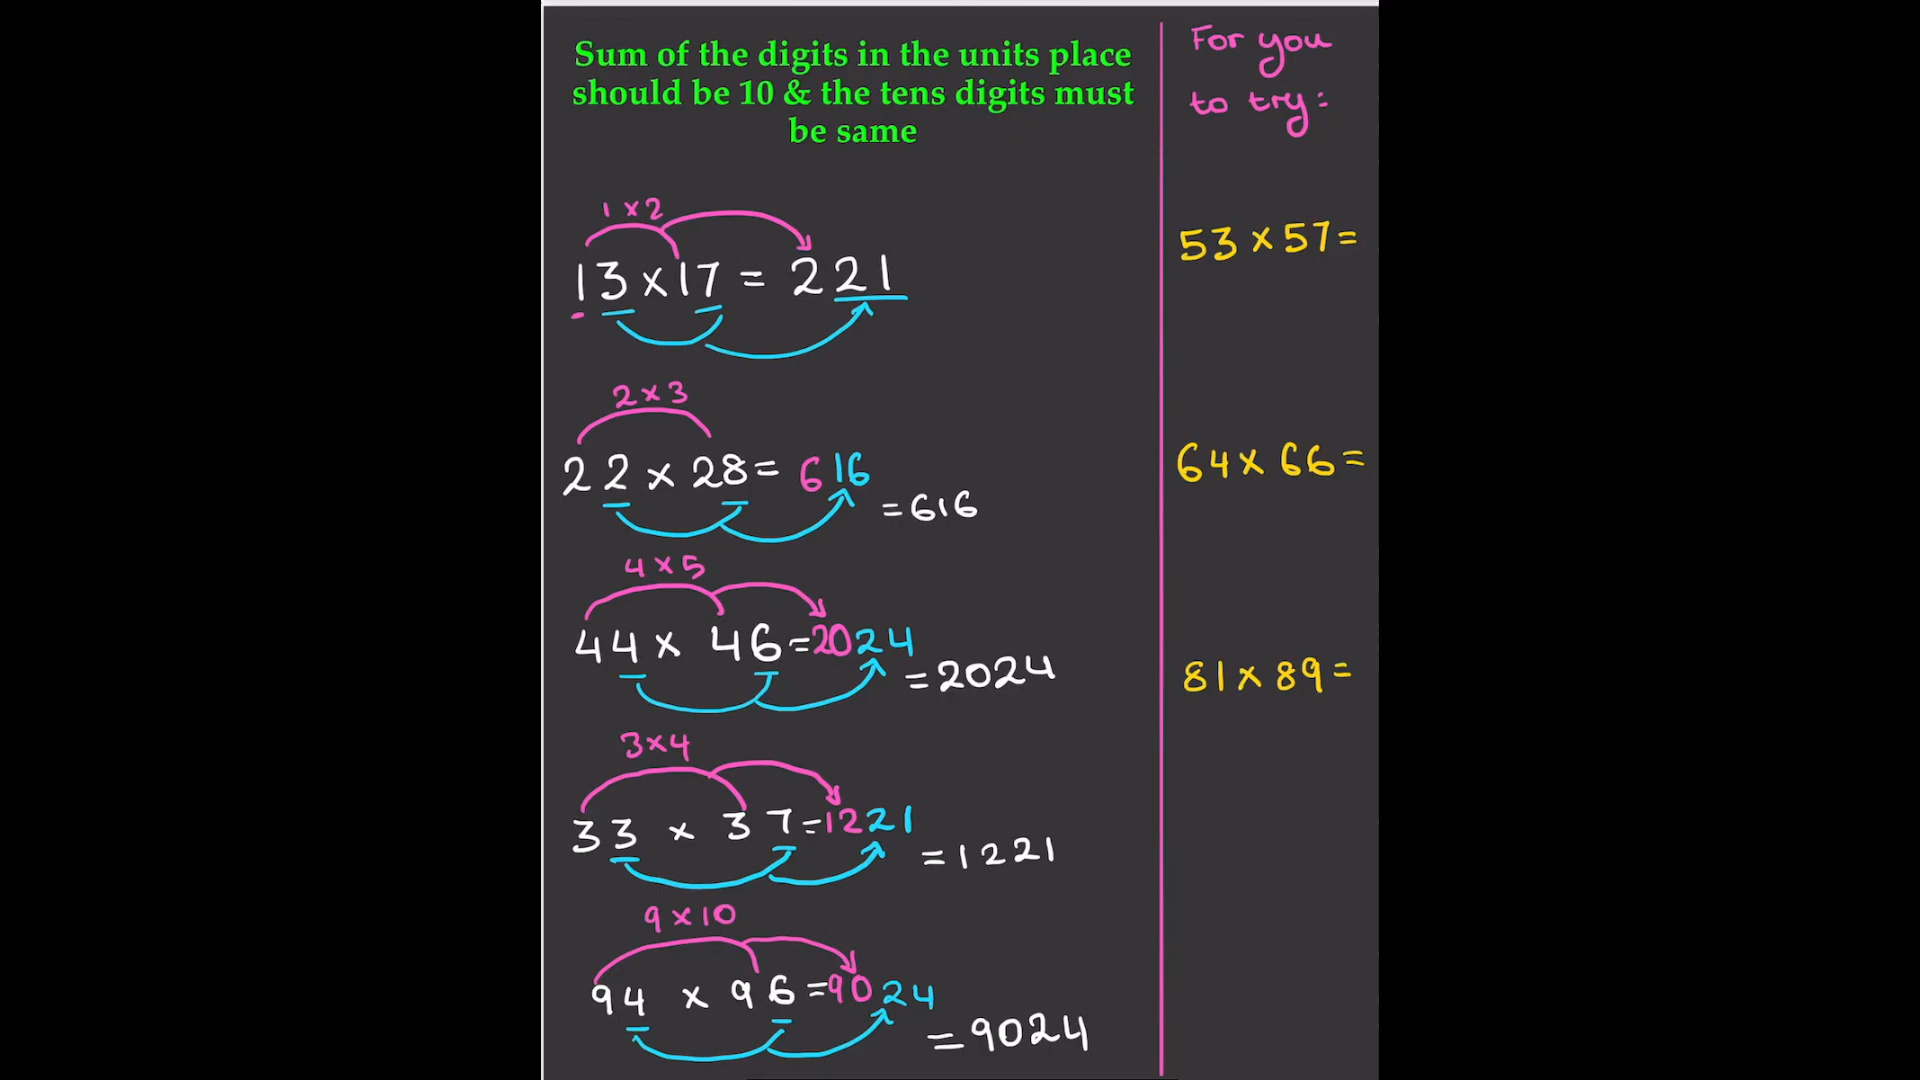 Sum of the digits in the units place
should be 10 & the tens digits must
be same
1 x 2
13 x 17 = 221
2 x 3
22 x 28 = 616
= 616
4 x 5
44 x 46 = 2024
= 2024
3 x 4
33 x 37 = 1221
= 1221
9 x 10
94 x 96 = 9024
= 9024
For you
to try:
53 x 57 =
64 x 66 =
81 x 89 =